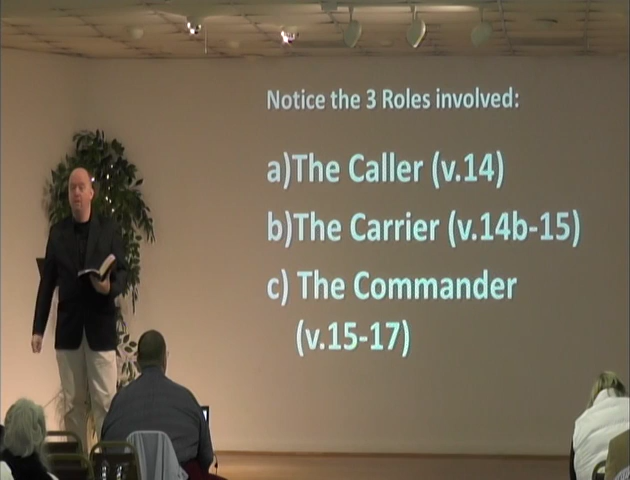 Notice the 3 Roles involved:
a)The Caller (v.14)
b)The Carrier (v.14b-15)
c) The Commander
(v.15-17)